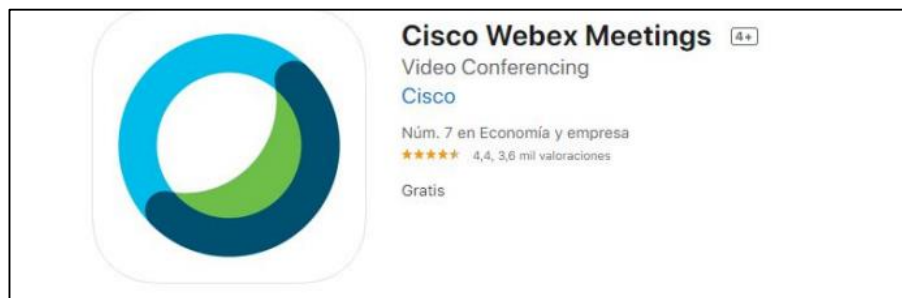 Cisco Webex Meetings 4+
Video Conferencing
Cisco
Núm. 7 en Economía y empresa
4,4, 3,6 mil valoraciones
Gratis